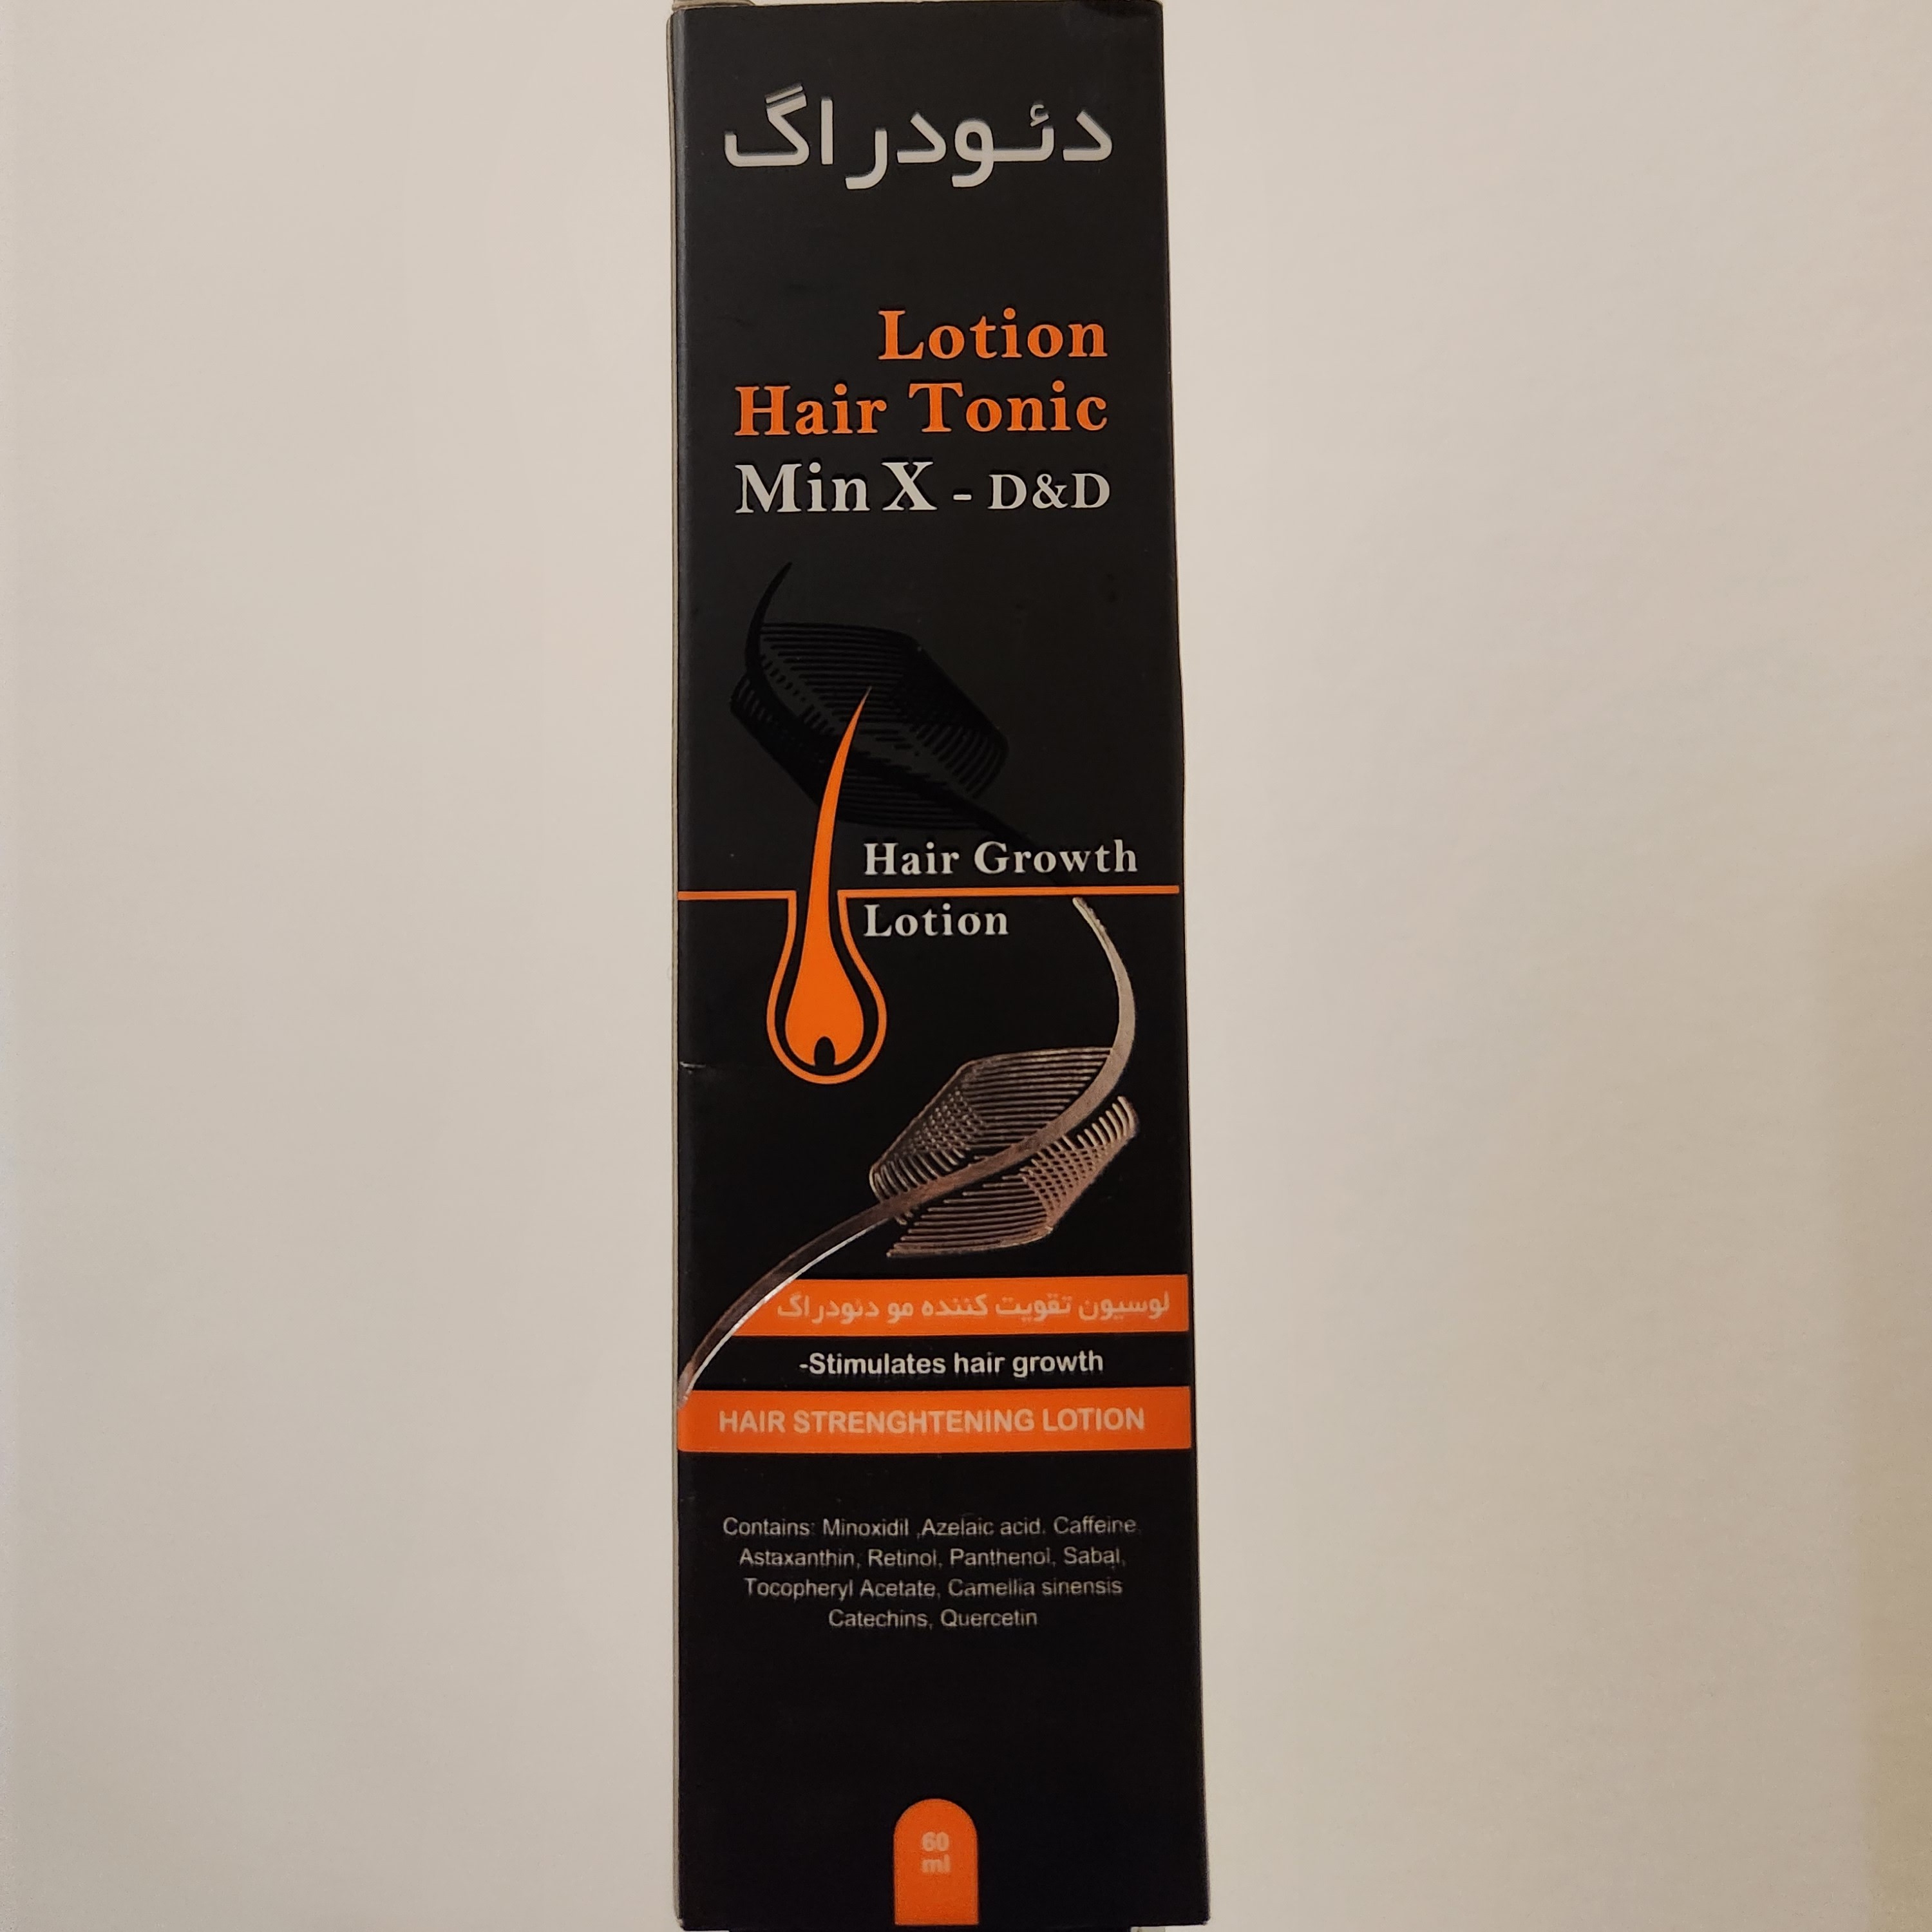 دئودراگ
Lotion
Hair Tonic
Min X - D&D
Hair Growth
Lotion
لوسیون تقویت کننده مو دئودراگ
-Stimulates hair growth
HAIR STRENGHTENING LOTION
Contains: Minoxidil ,Azelaic acid, Caffeine,
Astaxanthin, Retinol, Panthenol, Sabal,
Tocopheryl Acetate, Camellia sinensis
Catechins, Quercetin
60
ml